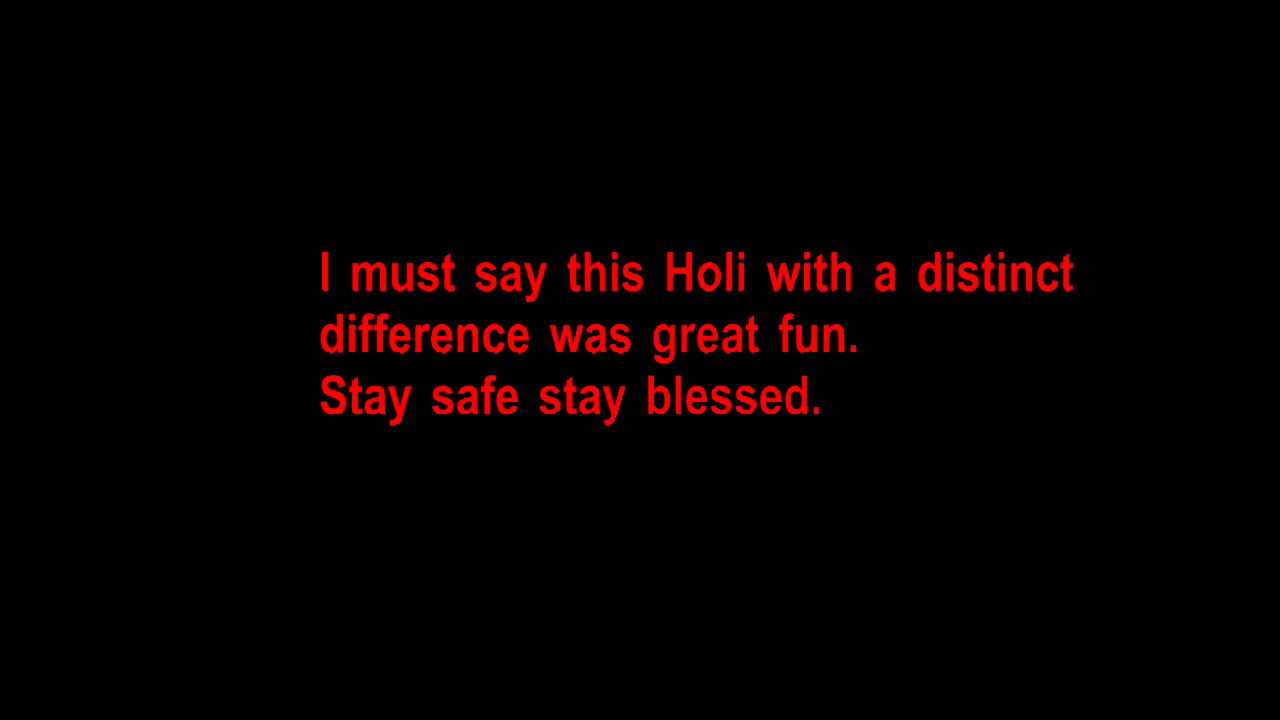 I must say this Holi with a distinct
difference was great fun.
Stay safe stay blessed.